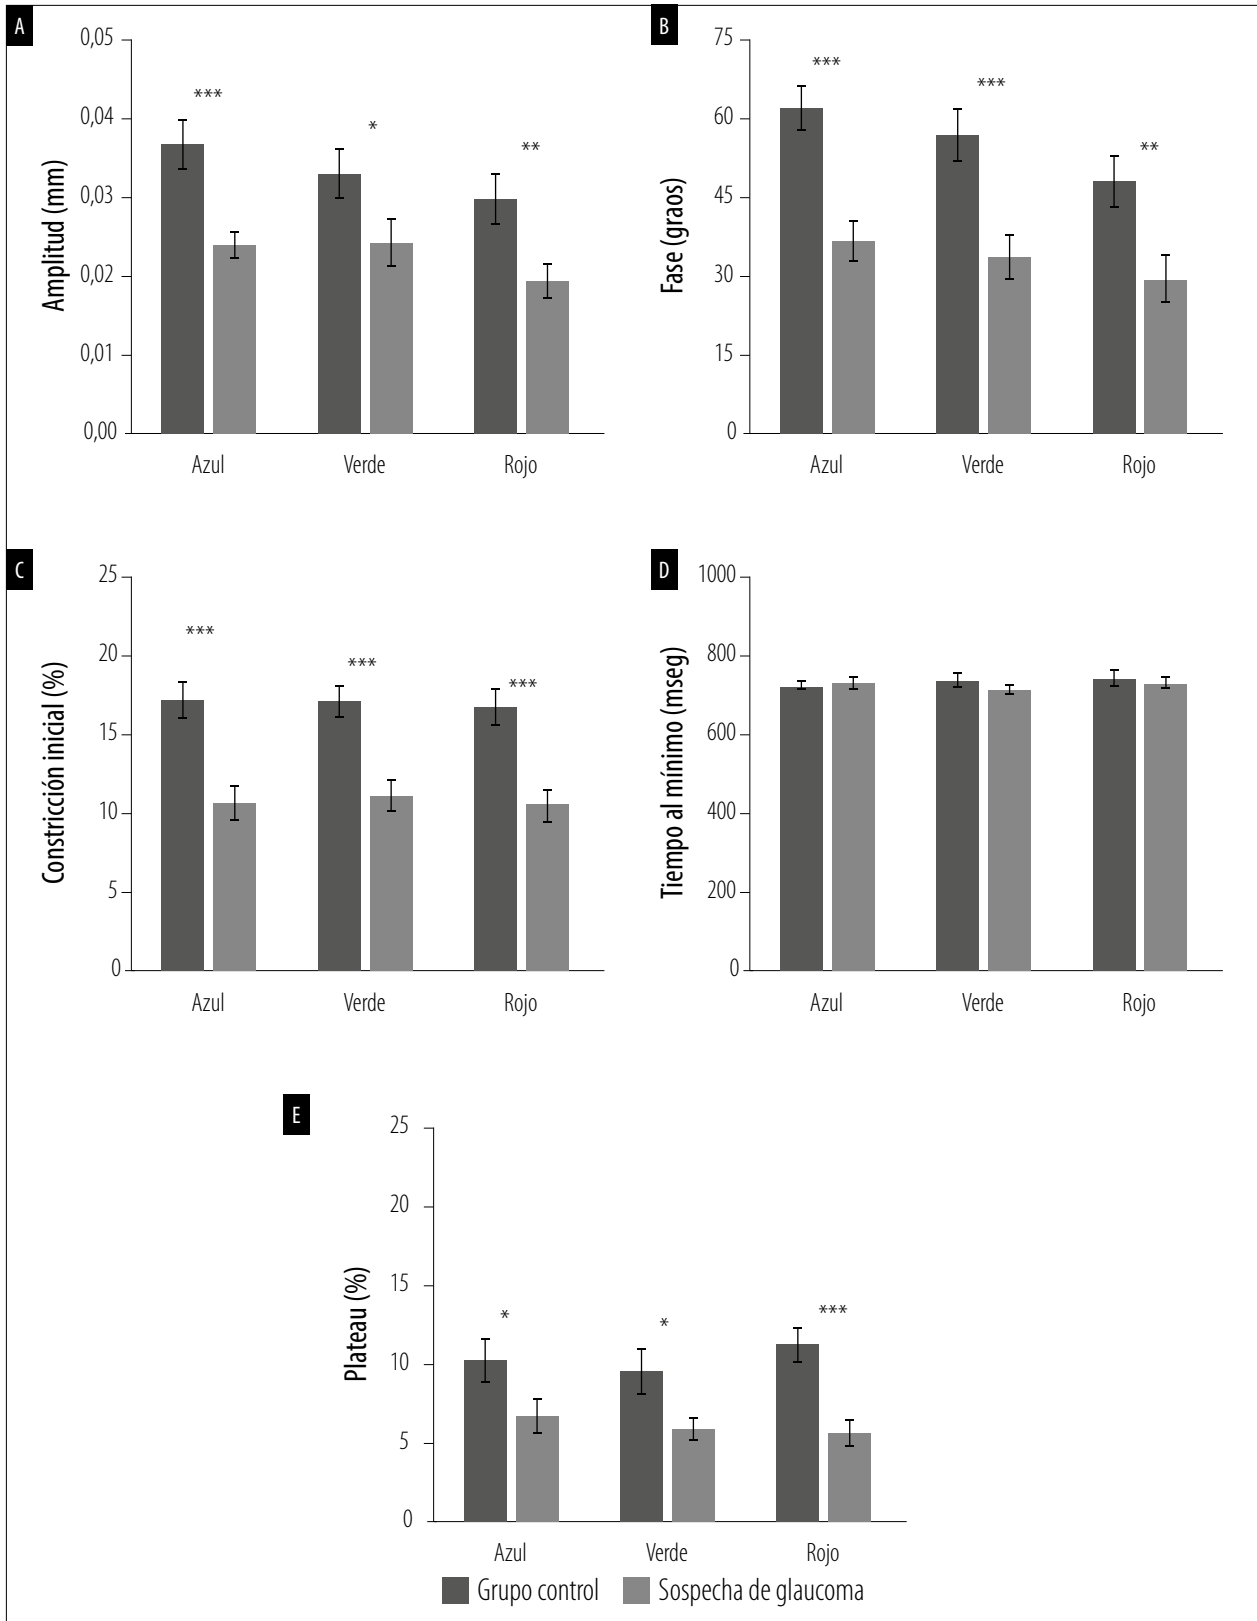 A
0,05
0,04
0,03
0,02
0,01
0,00
Amplitud (mm)
***
*
**
Azul Verde Rojo
B
75
60
45
30
15
0
Fase (graos)
***
***
**
Azul Verde Rojo
C
25
20
15
10
5
0
Constricción inicial (%)
***
***
***
Azul Verde Rojo
D
1000
800
600
400
200
0
Tiempo al mínimo (mseg)
Azul Verde Rojo
E
25
20
15
10
5
0
Plateau (%)
*
*
***
Azul Verde Rojo
Grupo control Sospecha de glaucoma